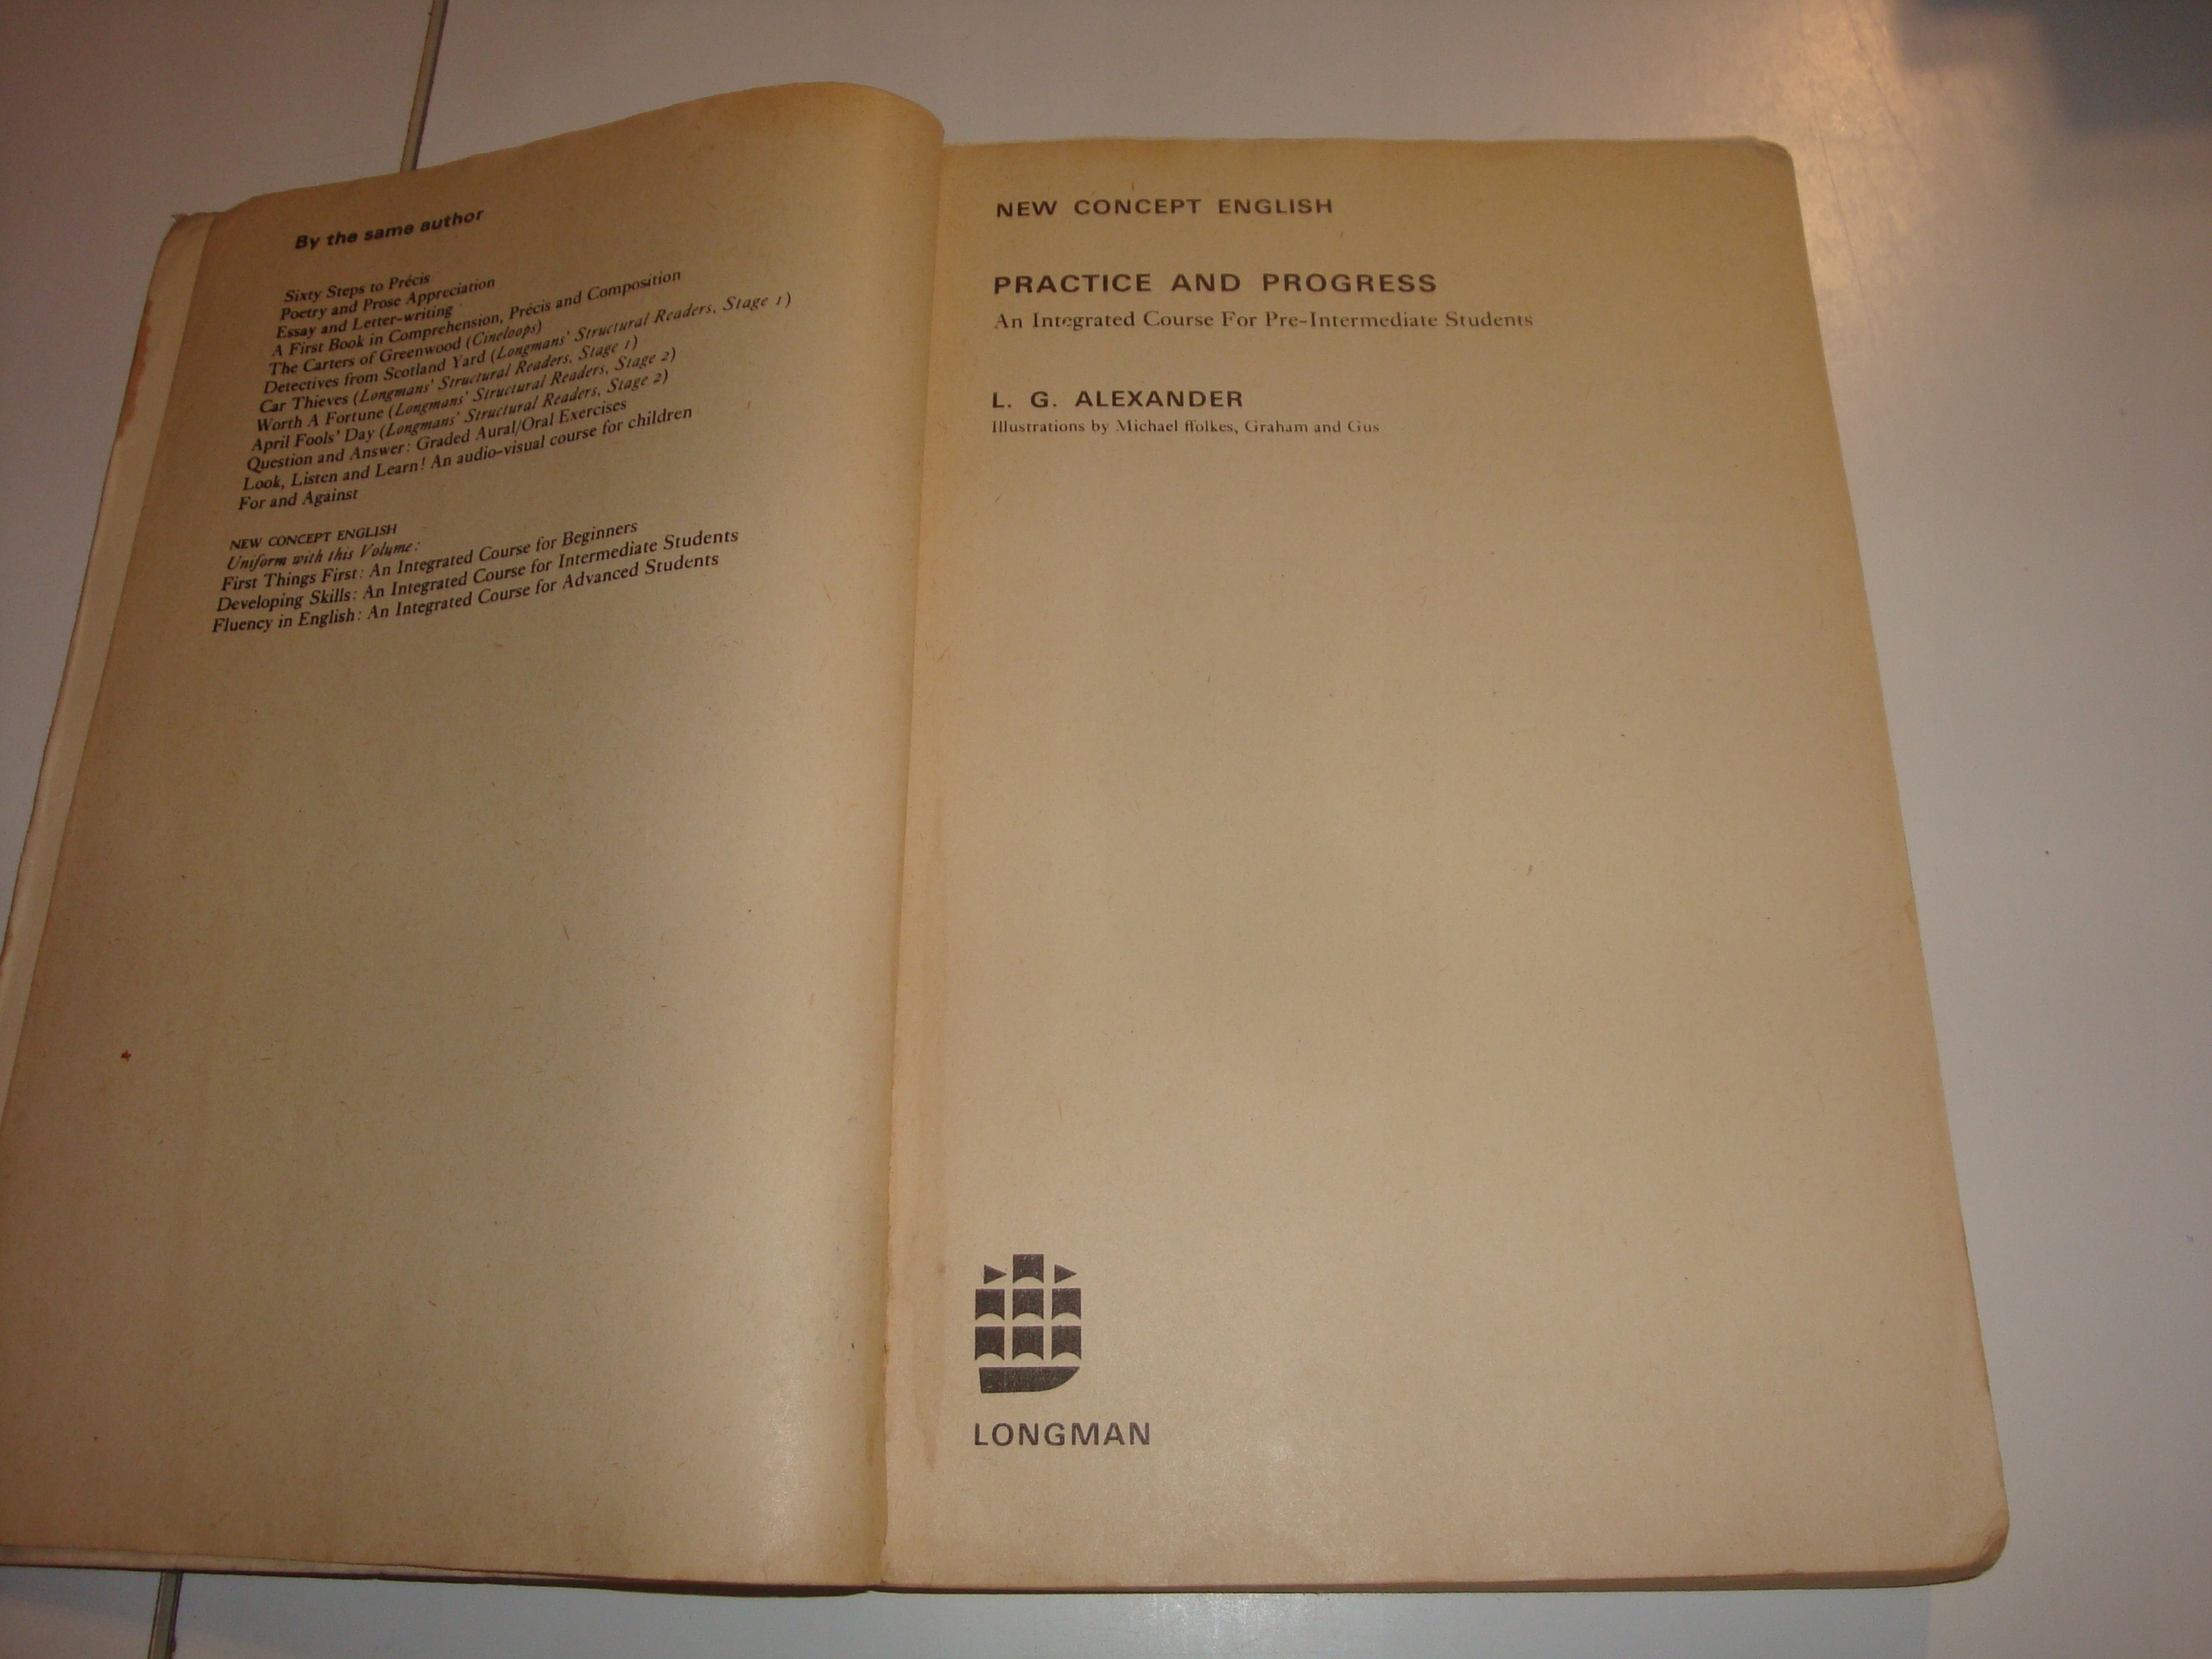 By the same author
Sixty Steps to Précis
Poetry and Prose Appreciation
Essay and Letter-writing
A First Book in Comprehension, Précis and Composition
The Carters of Greenwood (Cineloops)
Detectives from Scotland Yard (Longmans' Structural Readers, Stage 1)
Car Thieves (Longmans' Structural Readers, Stage 1)
Worth A Fortune (Longmans' Structural Readers, Stage 2)
April Fools' Day (Longmans' Structural Readers, Stage 2)
Question and Answer: Graded Aural/Oral Exercises
Look, Listen and Learn! An audio-visual course for children
For and Against
NEW CONCEPT ENGLISH
Uniform with this Volume:
First Things First: An Integrated Course for Beginners
Developing Skills: An Integrated Course for Intermediate Students
Fluency in English: An Integrated Course for Advanced Students
NEW CONCEPT ENGLISH
PRACTICE AND PROGRESS
An Integrated Course For Pre-Intermediate Students
L. G. ALEXANDER
Illustrations by Michael ffolkes, Graham and Gus
LONGMAN